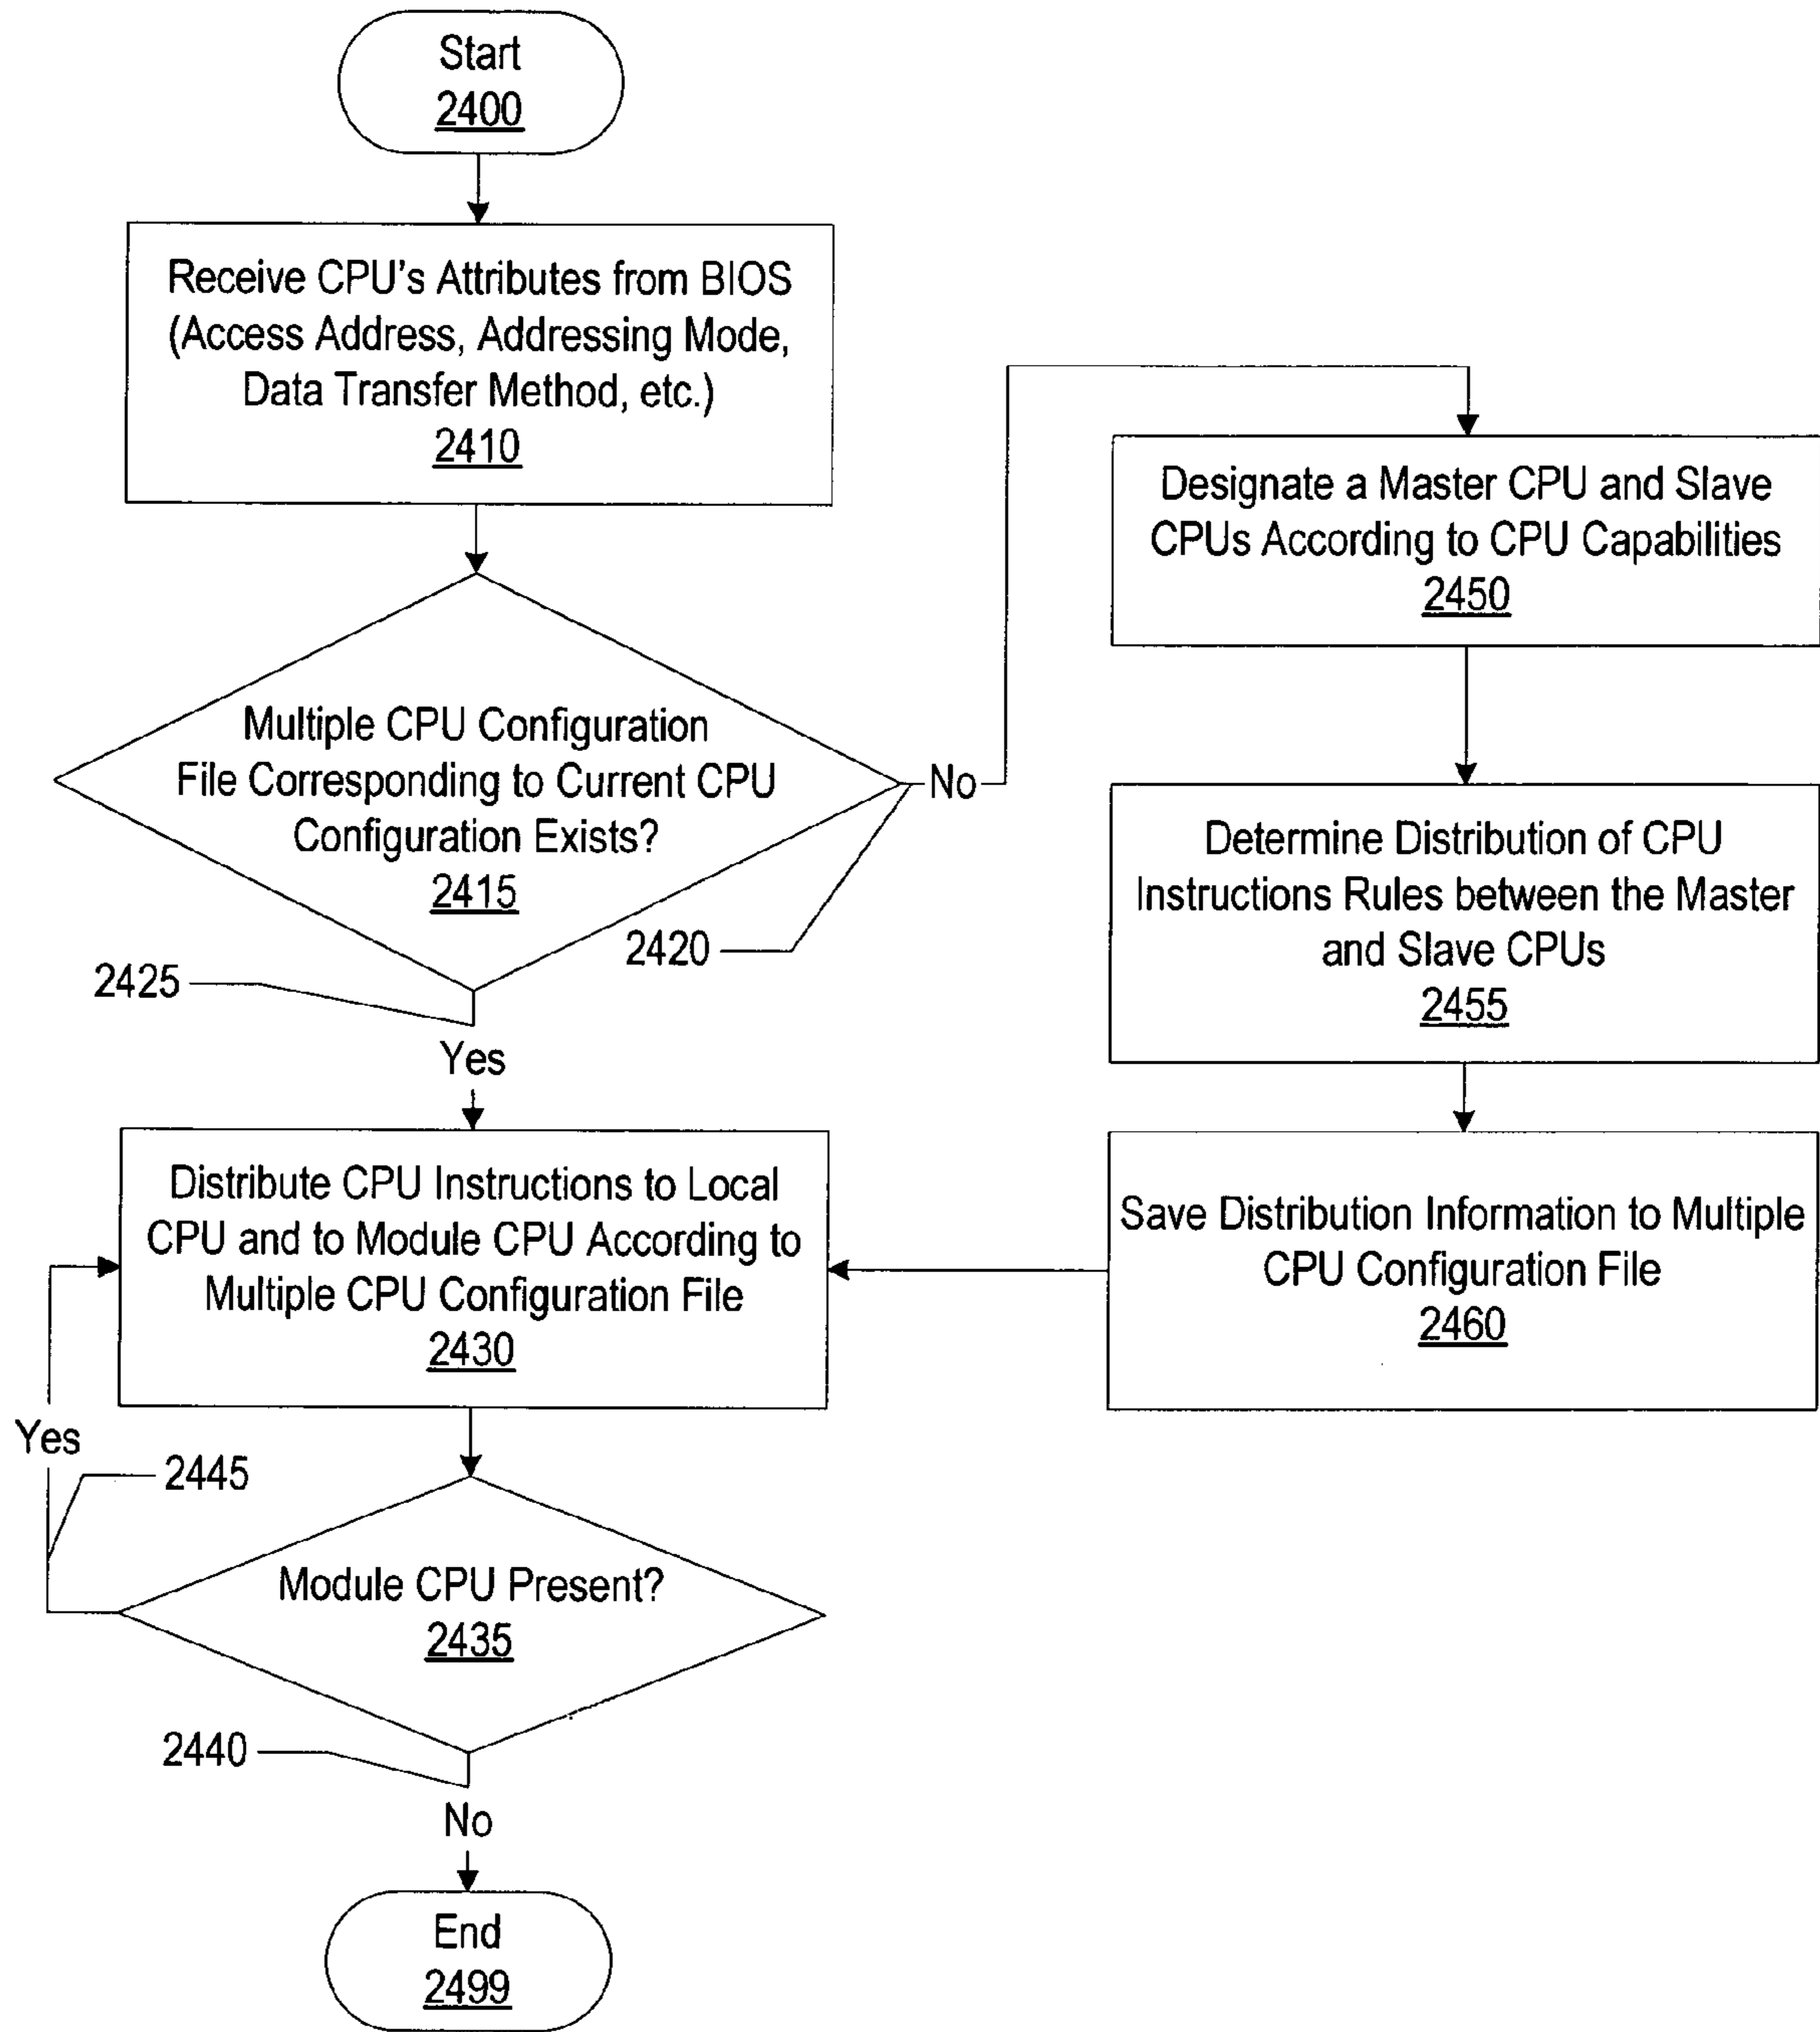 Start
2400
Receive CPU's Attributes from BIOS
(Access Address, Addressing Mode,
Data Transfer Method, etc.)
2410
Multiple CPU Configuration
File Corresponding to Current CPU
Configuration Exists?
2415
No
2420
2425
Yes
Designate a Master CPU and Slave
CPUs According to CPU Capabilities
2450
Determine Distribution of CPU
Instructions Rules between the Master
and Slave CPUs
2455
Save Distribution Information to Multiple
CPU Configuration File
2460
Distribute CPU Instructions to Local
CPU and to Module CPU According to
Multiple CPU Configuration File
2430
Yes
2445
Module CPU Present?
2435
2440
No
End
2499